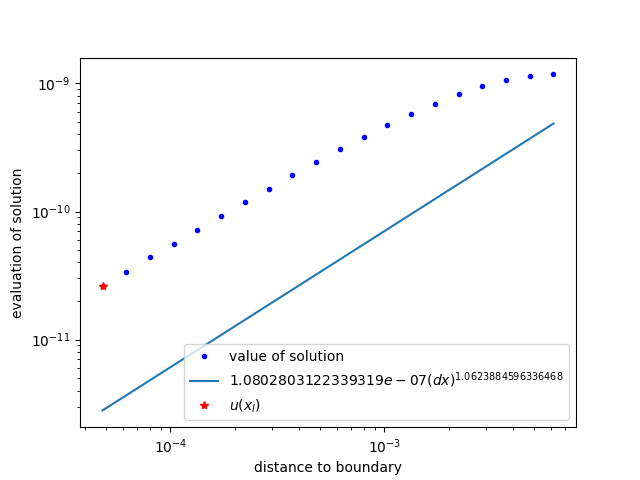 10⁻⁹
10⁻¹⁰
10⁻¹¹
evaluation of solution
value of solution
1.0802803122339319e − 07(dx)^1.0623884596336468
u(x_l)
10⁻⁴ 10⁻³
distance to boundary